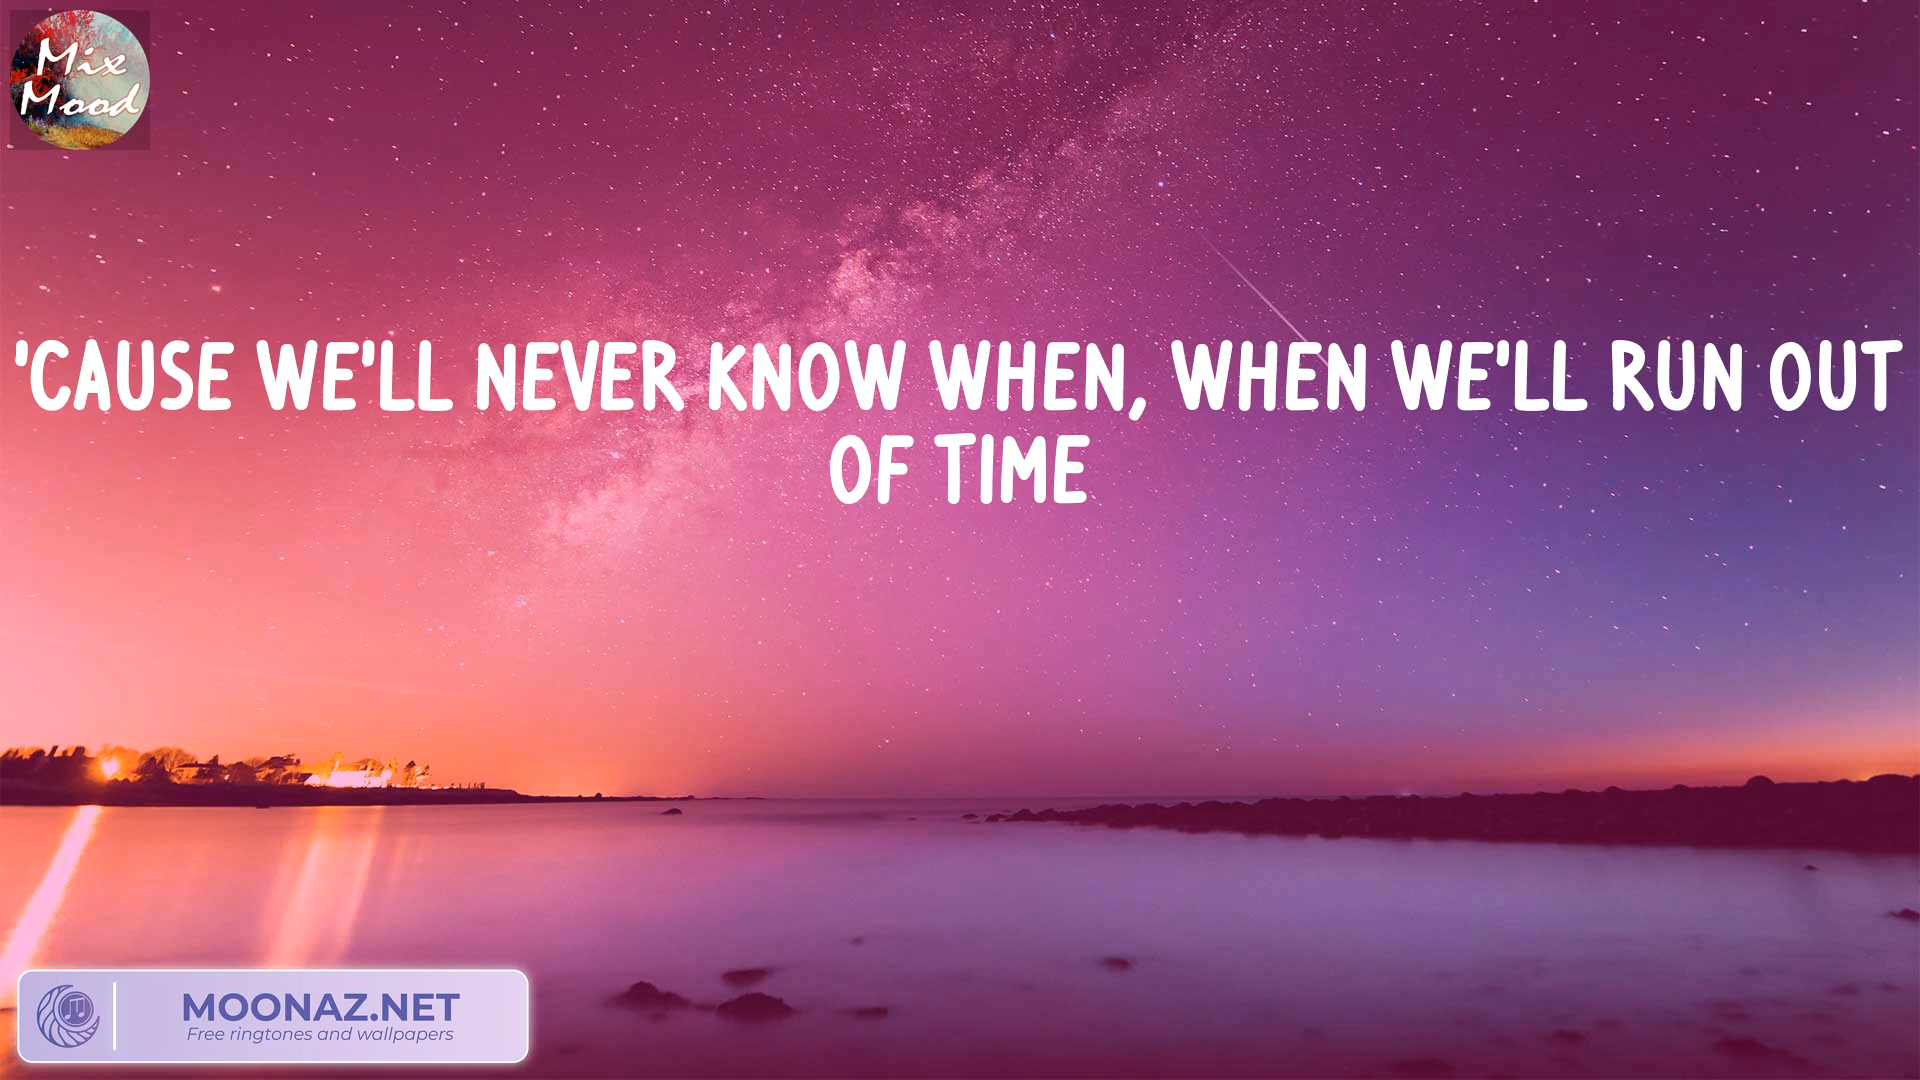 Mix
Mood
'CAUSE WE'LL NEVER KNOW WHEN, WHEN WE'LL RUN OUT
OF TIME
MOONAZ.NET
Free ringtones and wallpapers